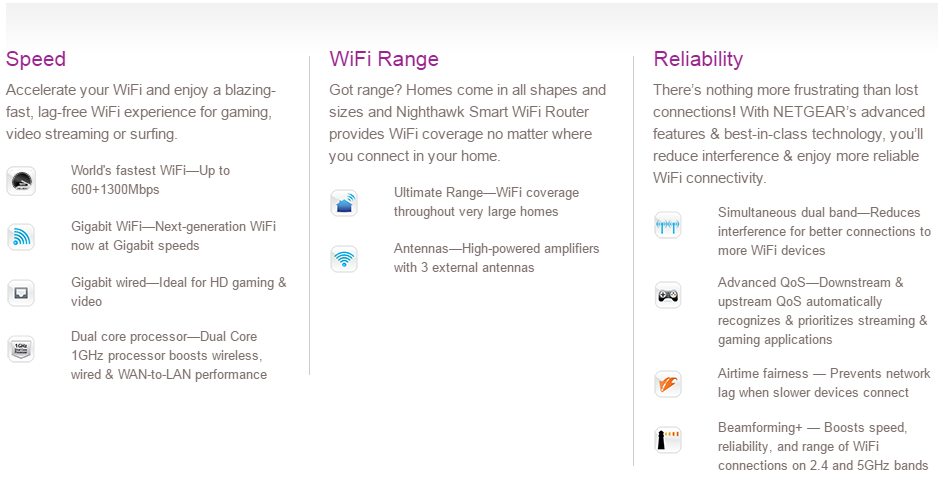 Speed
Accelerate your WiFi and enjoy a blazing-
fast, lag-free WiFi experience for gaming,
video streaming or surfing.
World's fastest WiFi—Up to
600+1300Mbps
Gigabit WiFi—Next-generation WiFi
now at Gigabit speeds
Gigabit wired—Ideal for HD gaming &
video
1GHz
Dual core processor—Dual Core
1GHz processor boosts wireless,
wired & WAN-to-LAN performance
WiFi Range
Got range? Homes come in all shapes and
sizes and Nighthawk Smart WiFi Router
provides WiFi coverage no matter where
you connect in your home.
Ultimate Range—WiFi coverage
throughout very large homes
Antennas—High-powered amplifiers
with 3 external antennas
Reliability
There’s nothing more frustrating than lost
connections! With NETGEAR’s advanced
features & best-in-class technology, you’ll
reduce interference & enjoy more reliable
WiFi connectivity.
Simultaneous dual band—Reduces
interference for better connections to
more WiFi devices
Advanced QoS—Downstream &
upstream QoS automatically
recognizes & prioritizes streaming &
gaming applications
Airtime fairness — Prevents network
lag when slower devices connect
Beamforming+ — Boosts speed,
reliability, and range of WiFi
connections on 2.4 and 5GHz bands